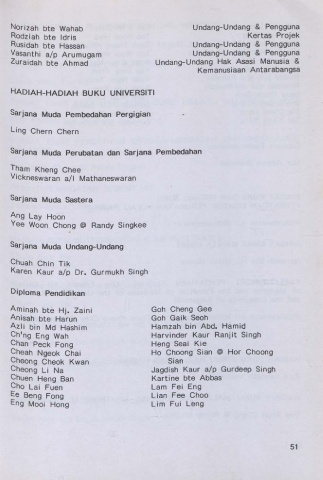 Norizah bte Wahab Undang-Undang & Pengguna
Rodziah bte Idris Kertas Projek
Rusidah bte Hassan Undang-Undang & Pengguna
Vasanthi a/p Arumugam Undang-Undang & Pengguna
Zuraidah bte Ahmad Undang-Undang Hak Asasi Manusia &
Kemanusiaan Antarabangsa
HADIAH-HADIAH BUKU UNIVERSITI
Sarjana Muda Pembedahan Pergigian
Ling Chern Chern
Sarjana Muda Perubatan dan Sarjana Pembedahan
Tham Kheng Chee
Vickneswaran a/l Mathaneswaran
Sarjana Muda Sastera
Ang Lay Hoon
Yee Woon Chong @ Randy Singkee
Sarjana Muda Undang-Undang
Chuah Chin Tik
Karen Kaur a/p Dr. Gurmukh Singh
Diploma Pendidikan
Aminah bte Hj. Zaini Goh Cheng Gee
Anisah bte Harun Goh Gaik Seoh
Azli bin Md Hashim Hamzah bin Abd. Hamid
Ch'ng Eng Wah Harvinder Kaur Ranjit Singh
Chan Peck Fong Heng Seai Kie
Cheah Ngeok Chai Ho Choong Sian @ Hor Choong
Cheong Cheok Kwan Sian
Cheong Li Na Jagdish Kaur a/p Gurdeep Singh
Chuen Heng Ban Kartine bte Abbas
Cho Lai Fuen Lam Fei Eng
Ee Beng Fong Lian Fee Choo
Eng Mooi Hong Lim Fui Leng
51